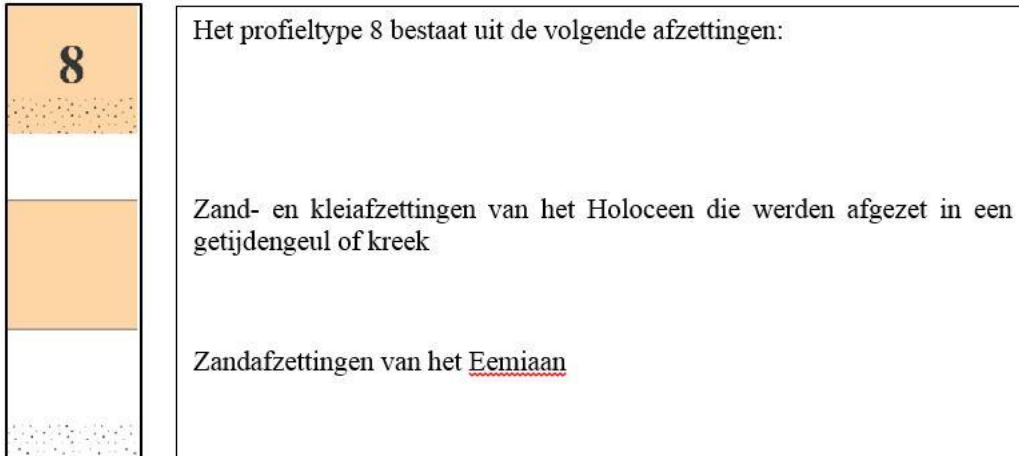 8
Het profieltype 8 bestaat uit de volgende afzettingen:
Zand- en kleiafzettingen van het Holoceen die werden afgezet in een
getijdengeul of kreek
Zandafzettingen van het Eemiaan